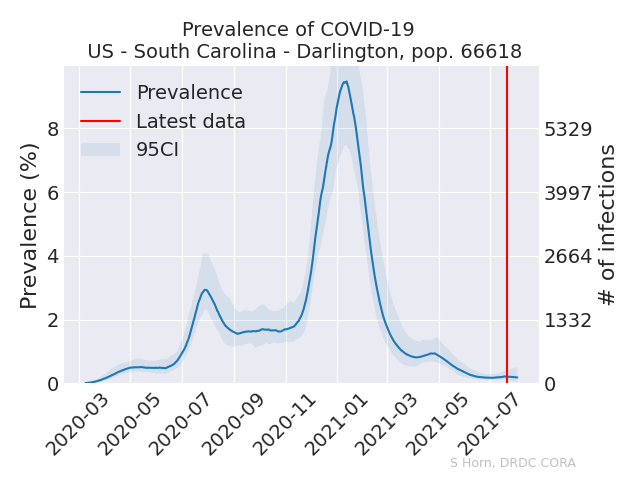 Prevalence of COVID-19
US - South Carolina - Darlington, pop. 66618
Prevalence
Latest data
95CI
Prevalence (%)
8
6
4
2
0
5329
3997
2664
1332
0
# of infections
2020-03
2020-05
2020-07
2020-09
2020-11
2021-01
2021-03
2021-05
2021-07
S Horn, DRDC CORA